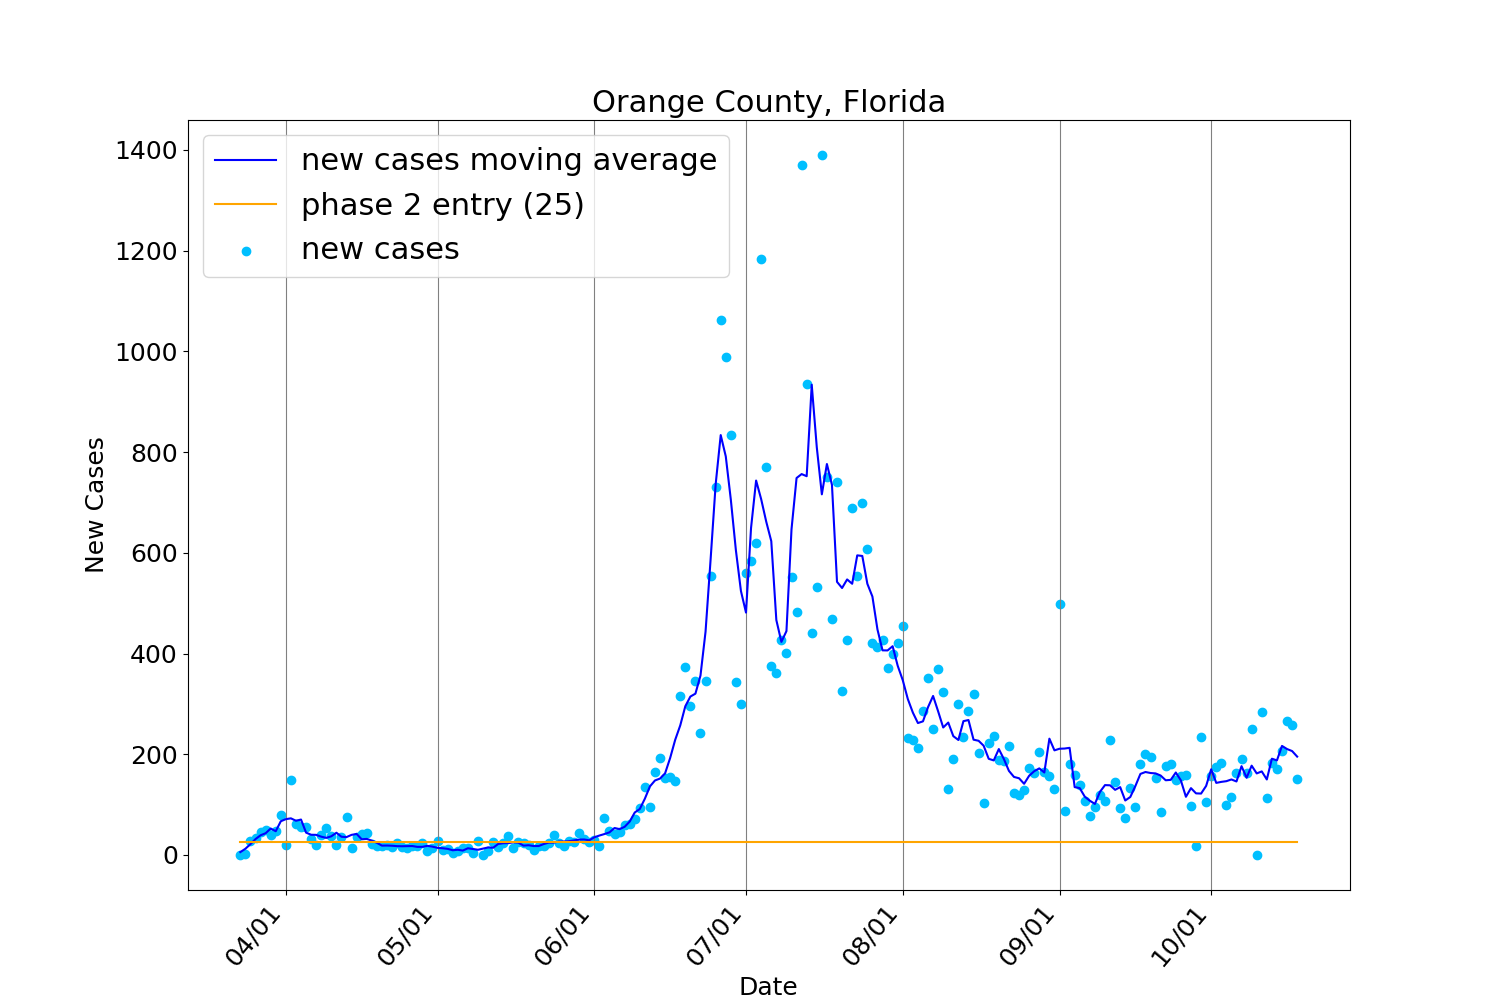 Orange County, Florida
new cases moving average
phase 2 entry (25)
new cases
1400
1200
1000
800
600
400
200
0
New Cases
04/01
05/01
06/01
07/01
08/01
09/01
10/01
Date